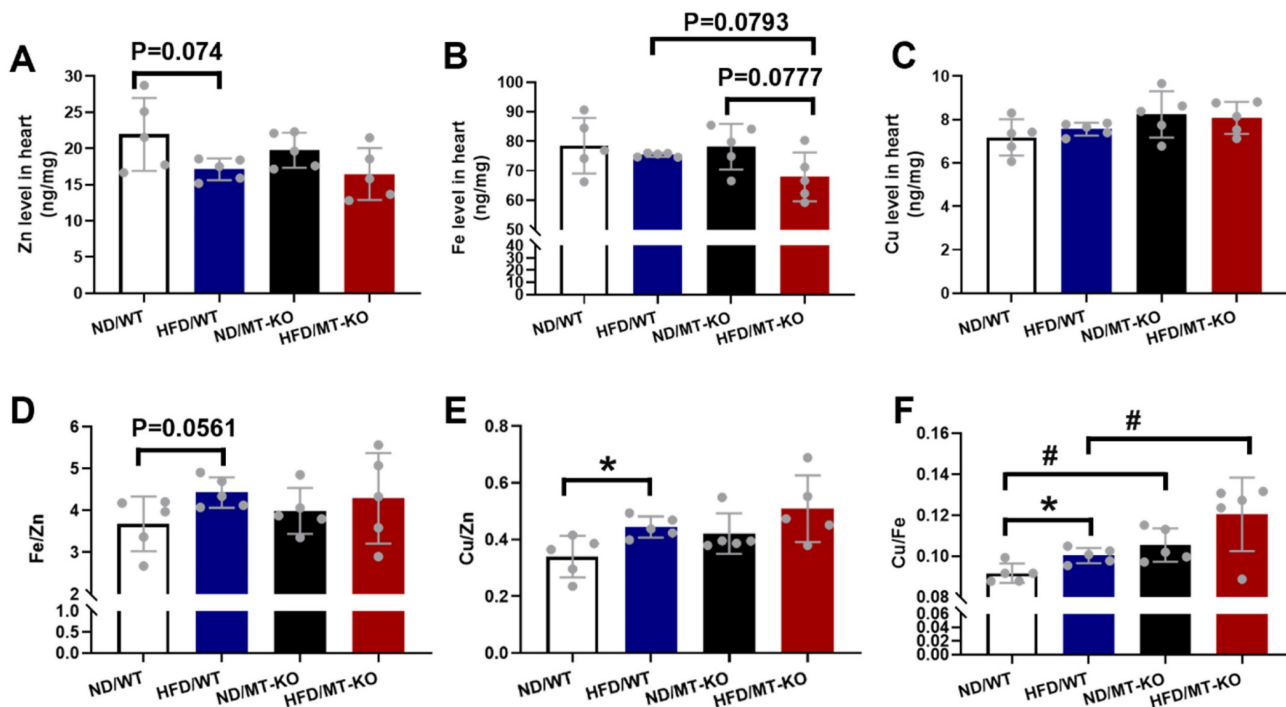 A
P=0.074
Zn level in heart
(ng/mg)
30
25
20
15
10
5
0
ND/WT
HFD/WT
ND/MT-KO
HFD/MT-KO
B
P=0.0793
P=0.0777
Fe level in heart
(ng/mg)
100
90
80
70
60
50
40
30
20
10
0
ND/WT
HFD/WT
ND/MT-KO
HFD/MT-KO
C
Cu level in heart
(ng/mg)
10
8
6
4
2
0
ND/WT
HFD/WT
ND/MT-KO
HFD/MT-KO
D
P=0.0561
Fe/Zn
6
5
4
3
2
1.0
0.5
0.0
ND/WT
HFD/WT
ND/MT-KO
HFD/MT-KO
E
*
Cu/Zn
0.8
0.6
0.4
0.2
0.0
ND/WT
HFD/WT
ND/MT-KO
HFD/MT-KO
F
#
#
*
Cu/Fe
0.16
0.14
0.12
0.10
0.08
0.06
0.04
0.02
0.00
ND/WT
HFD/WT
ND/MT-KO
HFD/MT-KO